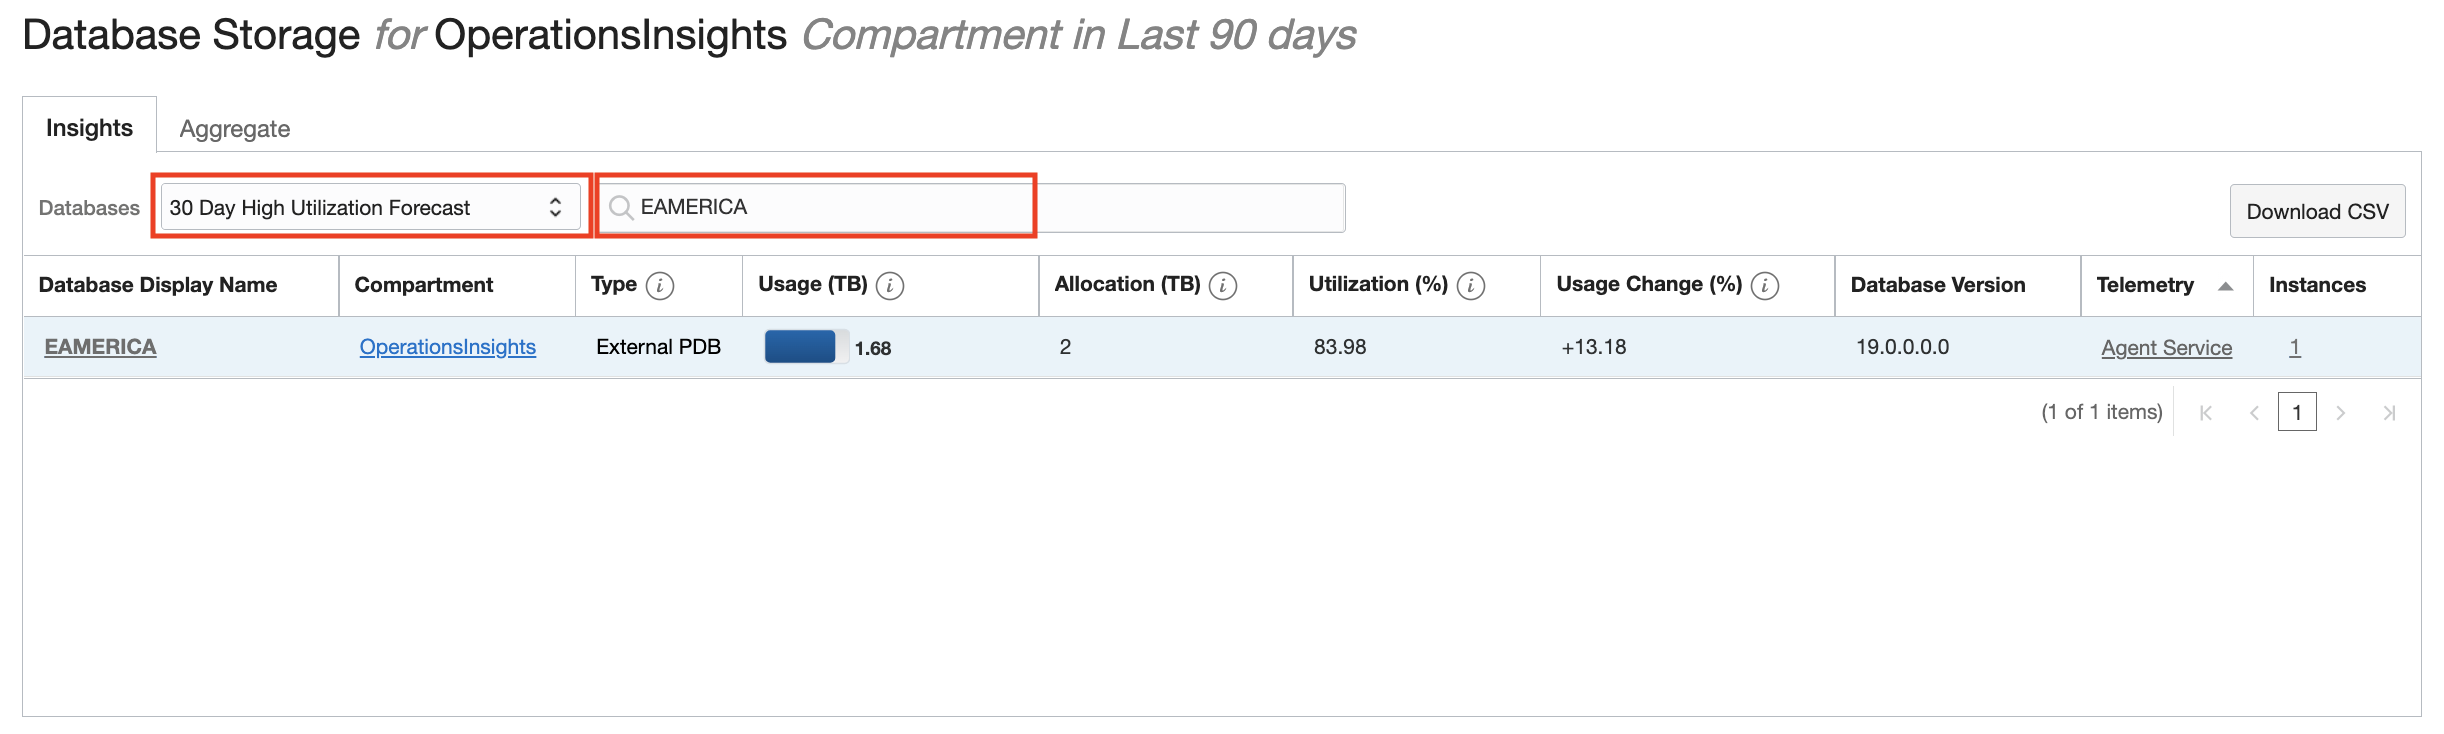 Database Storage for OperationsInsights Compartment in Last 90 days
Insights Aggregate
Databases 30 Day High Utilization Forecast EAMERICA Download CSV
Database Display Name Compartment Type i Usage (TB) i Allocation (TB) i Utilization (%) i Usage Change (%) i Database Version Telemetry Instances
EAMERICA OperationsInsights External PDB 1.68 2 83.98 +13.18 19.0.0.0.0 Agent Service 1
(1 of 1 items) 1